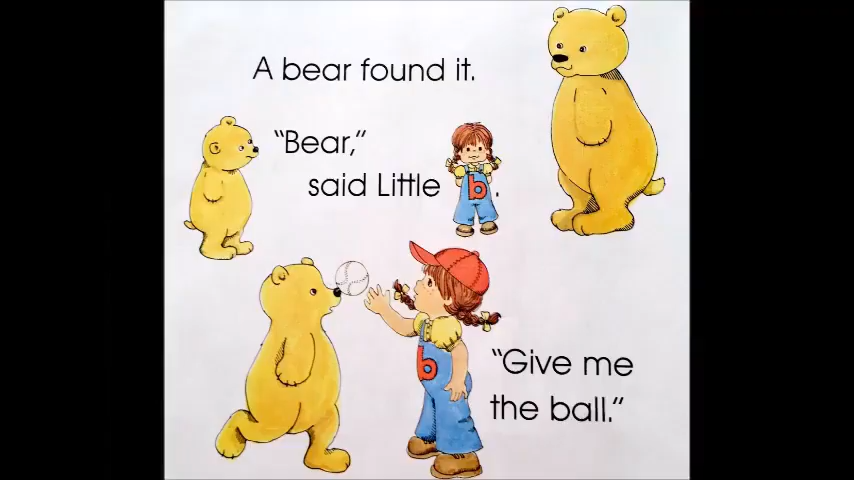 A bear found it.
“Bear,”
said Little b.
“Give me
the ball.”
b